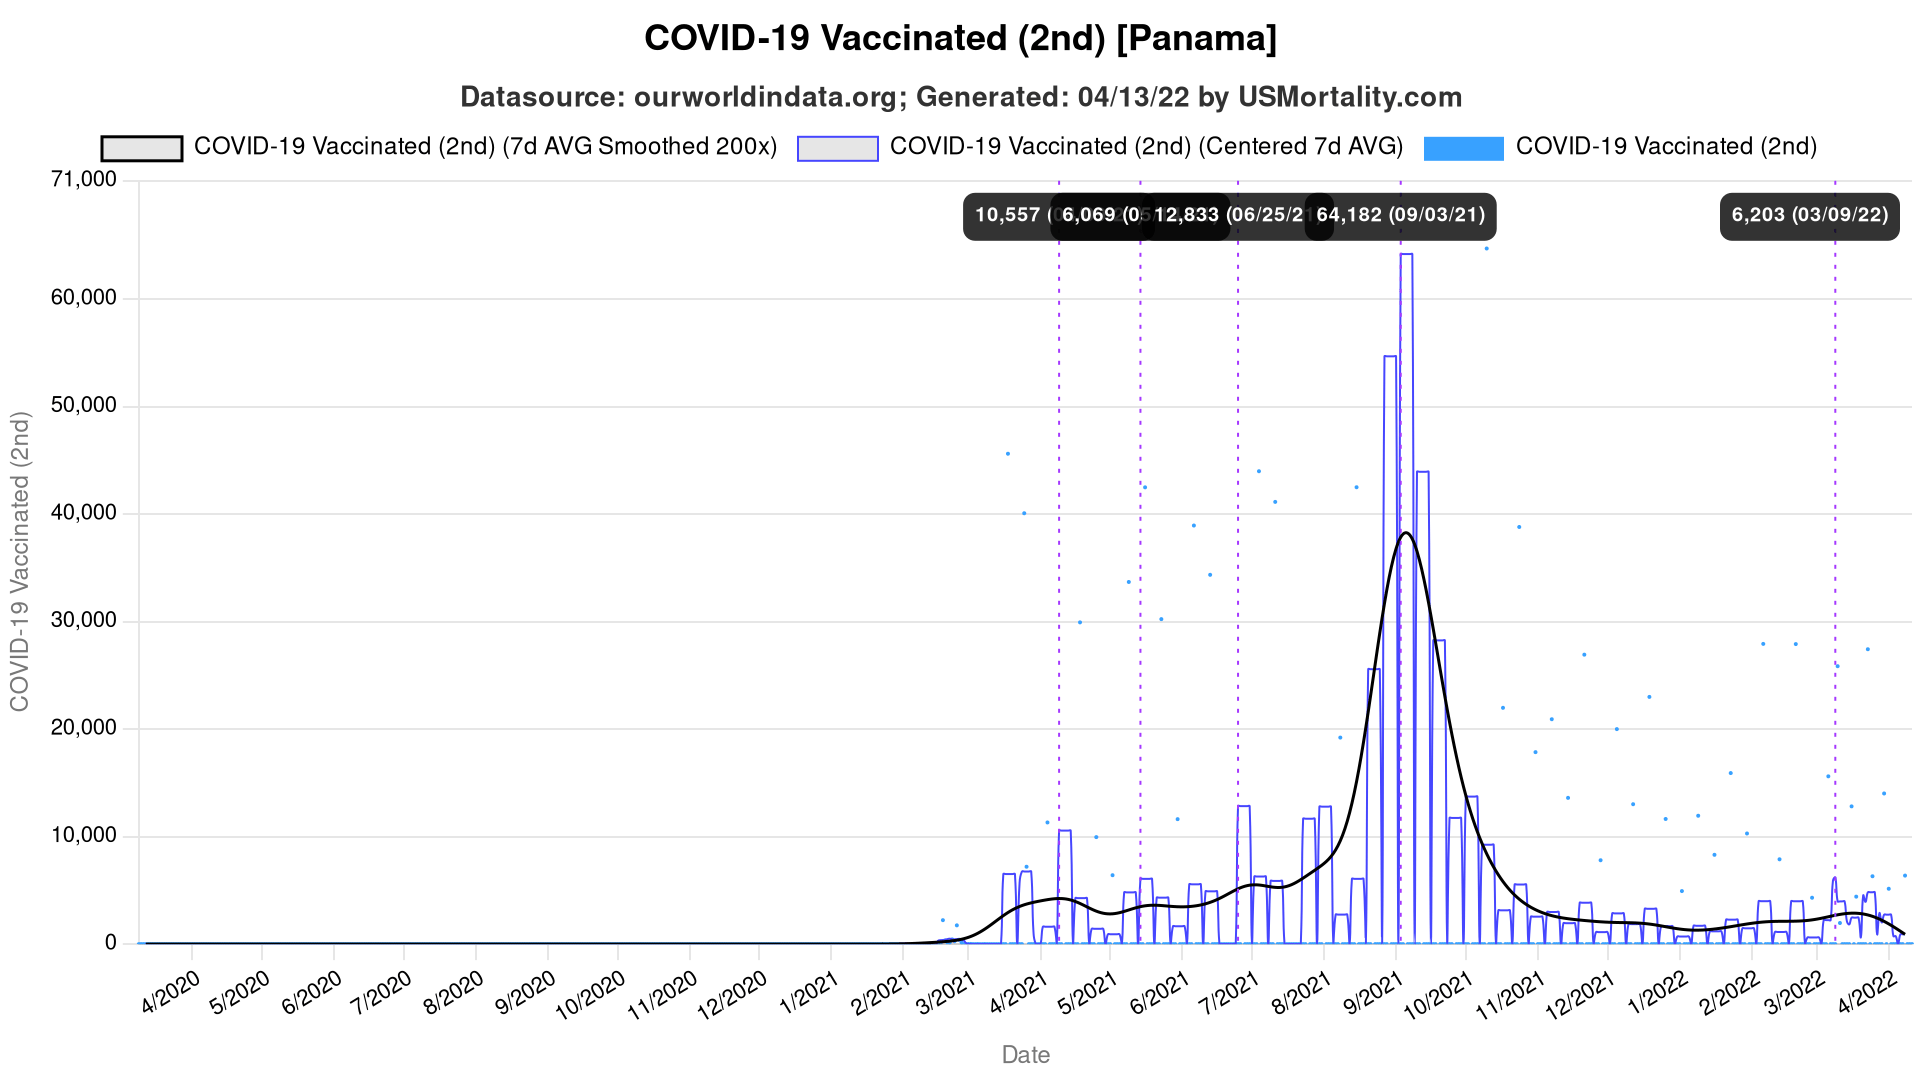 COVID-19 Vaccinated (2nd) [Panama]
Datasource: ourworldindata.org; Generated: 04/13/22 by USMortality.com
COVID-19 Vaccinated (2nd) (7d AVG Smoothed 200x) COVID-19 Vaccinated (2nd) (Centered 7d AVG) COVID-19 Vaccinated (2nd)
71,000
10,557 6,069 12,833 (06/25/21 64,182 (09/03/21) 6,203 (03/09/22)
60,000
50,000
40,000
30,000
20,000
10,000
0
COVID-19 Vaccinated (2nd)
4/2020 5/2020 6/2020 7/2020 8/2020 9/2020 10/2020 11/2020 12/2020 1/2021 2/2021 3/2021 4/2021 5/2021 6/2021 7/2021 8/2021 9/2021 10/2021 11/2021 12/2021 1/2022 2/2022 3/2022 4/2022
Date